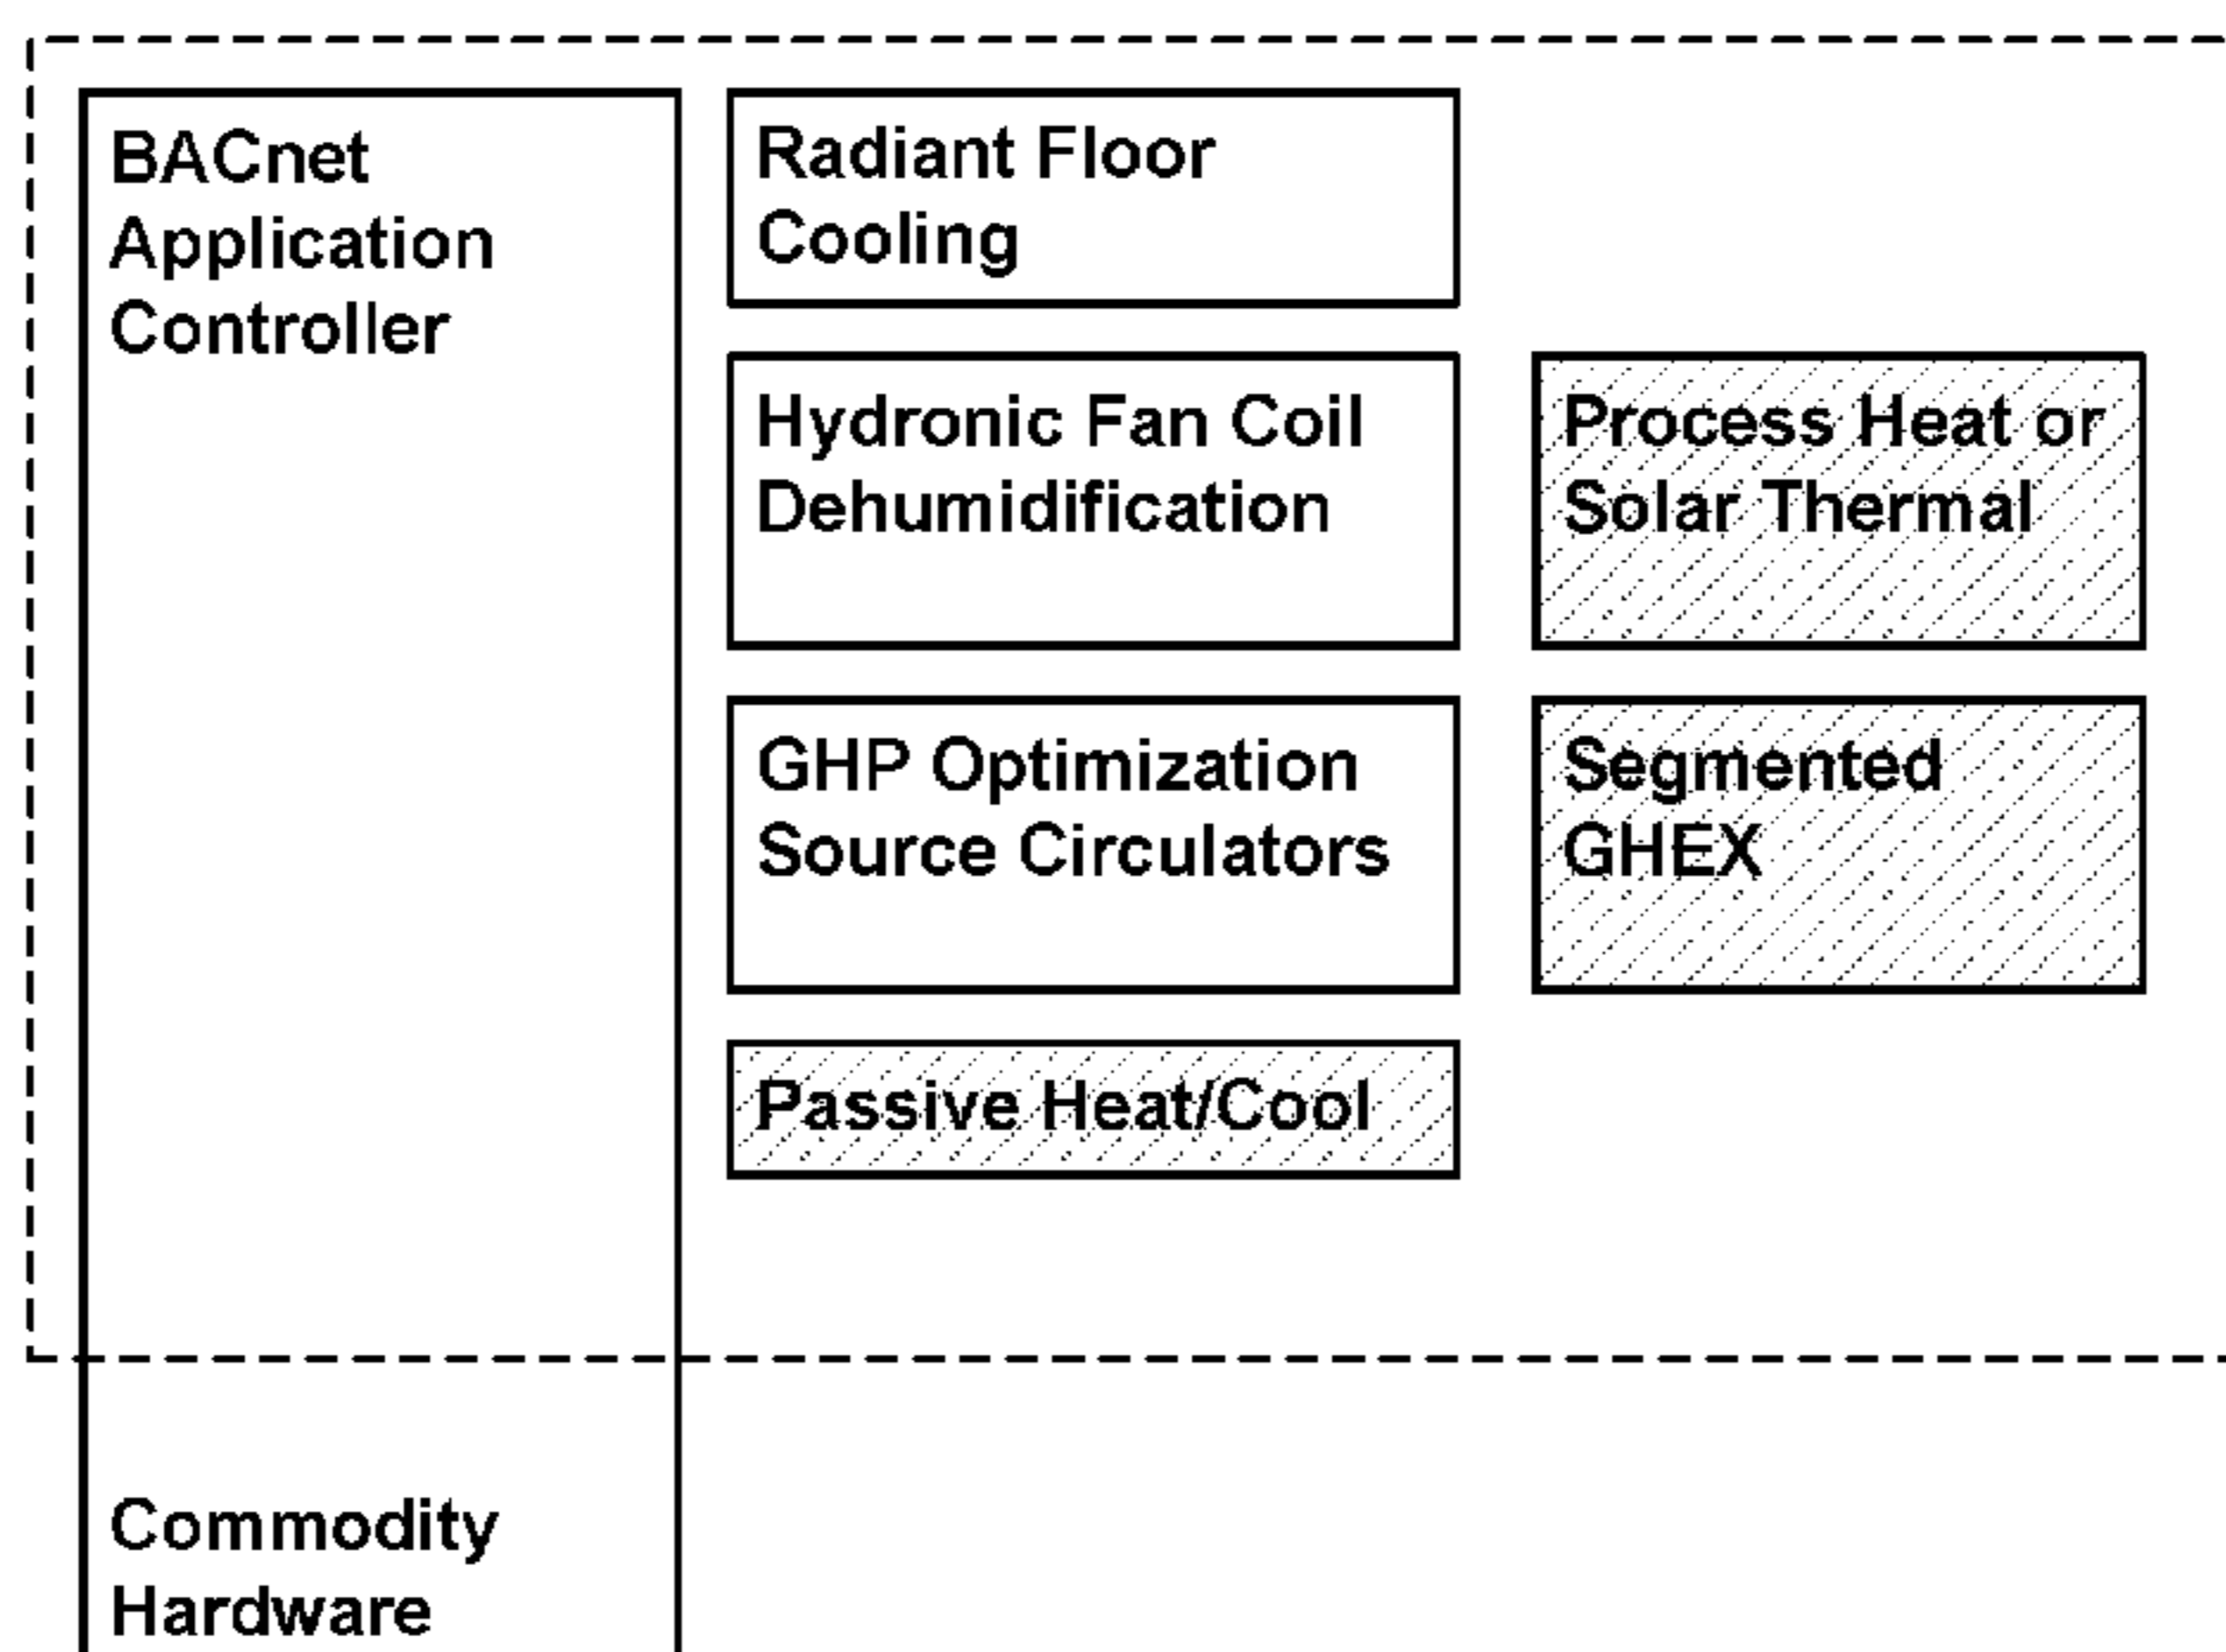 BACnet
Application
Controller
Radiant Floor
Cooling
Hydronic Fan Coil
Dehumidification
Process Heat or
Solar Thermal
GHP Optimization
Source Circulators
Segmented
GHEX
Passive Heat/Cool
Commodity
Hardware